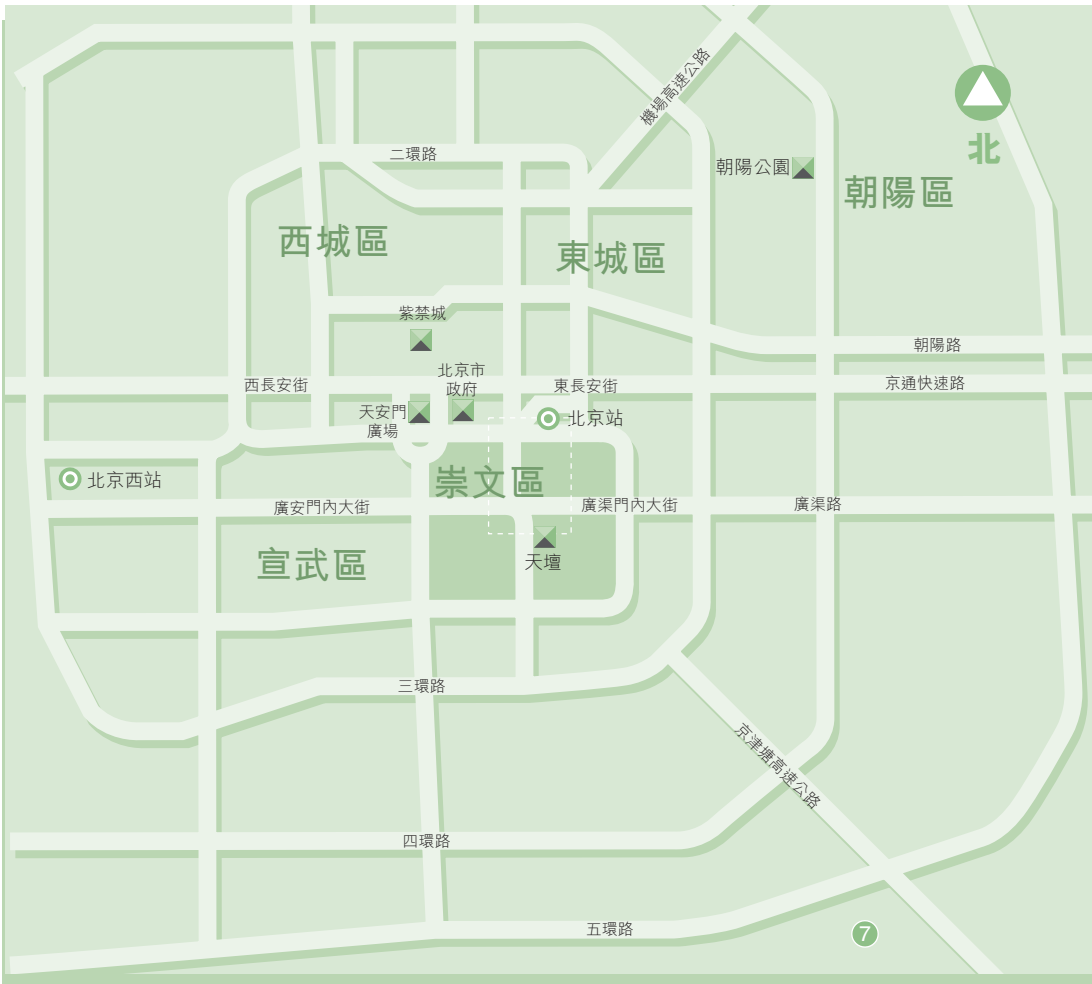 機場高速公路
二環路
朝陽公園
北
朝陽區
西城區
東城區
紫禁城
朝陽路
北京市
政府
西長安街
東長安街
京通快速路
天安門
廣場
北京站
北京西站
崇文區
廣安門內大街
廣渠門內大街
廣渠路
宣武區
天壇
三環路
京津塘高速公路
四環路
五環路
7